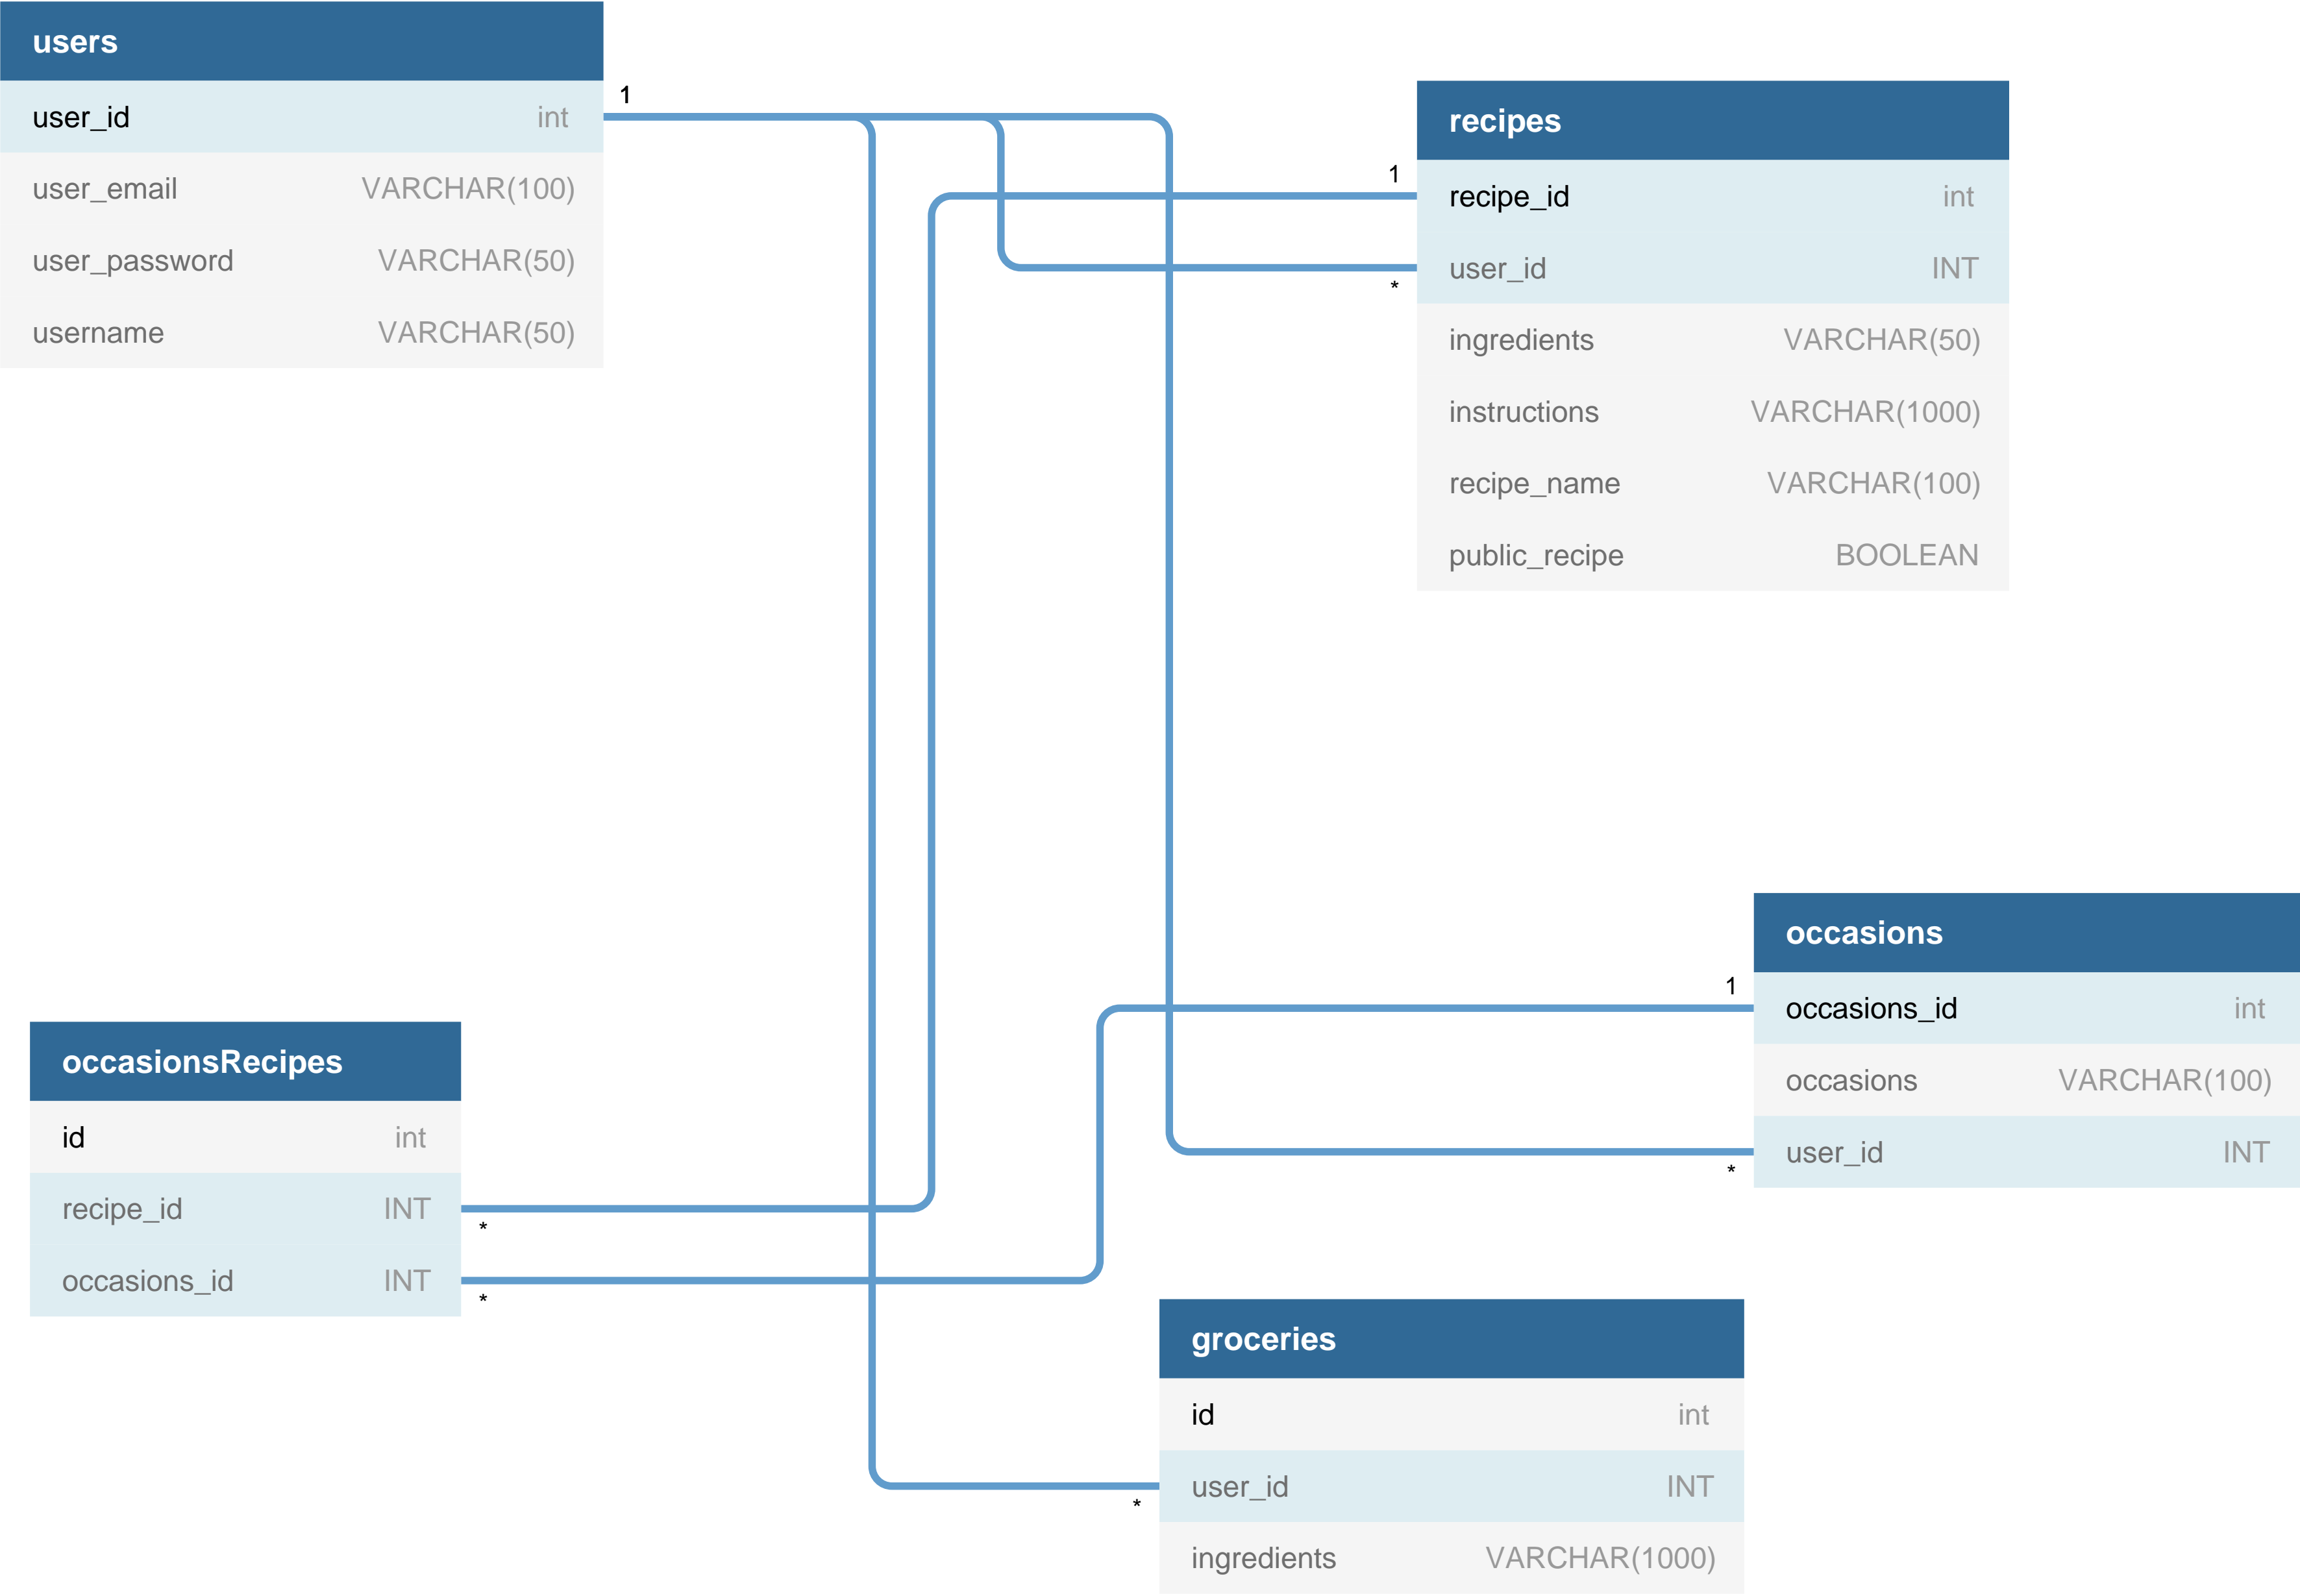 users
user_id int
user_email VARCHAR(100)
user_password VARCHAR(50)
username VARCHAR(50)
1
recipes
recipe_id int
user_id INT
ingredients VARCHAR(50)
instructions VARCHAR(1000)
recipe_name VARCHAR(100)
public_recipe BOOLEAN
1
*
occasions
occasions_id int
occasions VARCHAR(100)
user_id INT
1
*
occasionsRecipes
id int
recipe_id INT
occasions_id INT
*
*
groceries
id int
user_id INT
ingredients VARCHAR(1000)
*